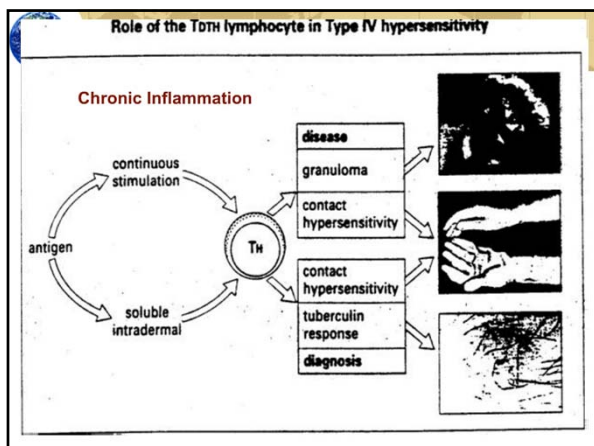 Role of the TDTH lymphocyte in Type IV hypersensitivity
Chronic Inflammation
continuous
stimulation
antigen
soluble
intradermal
TH
disease
granuloma
contact
hypersensitivity
contact
hypersensitivity
tuberculin
response
diagnosis